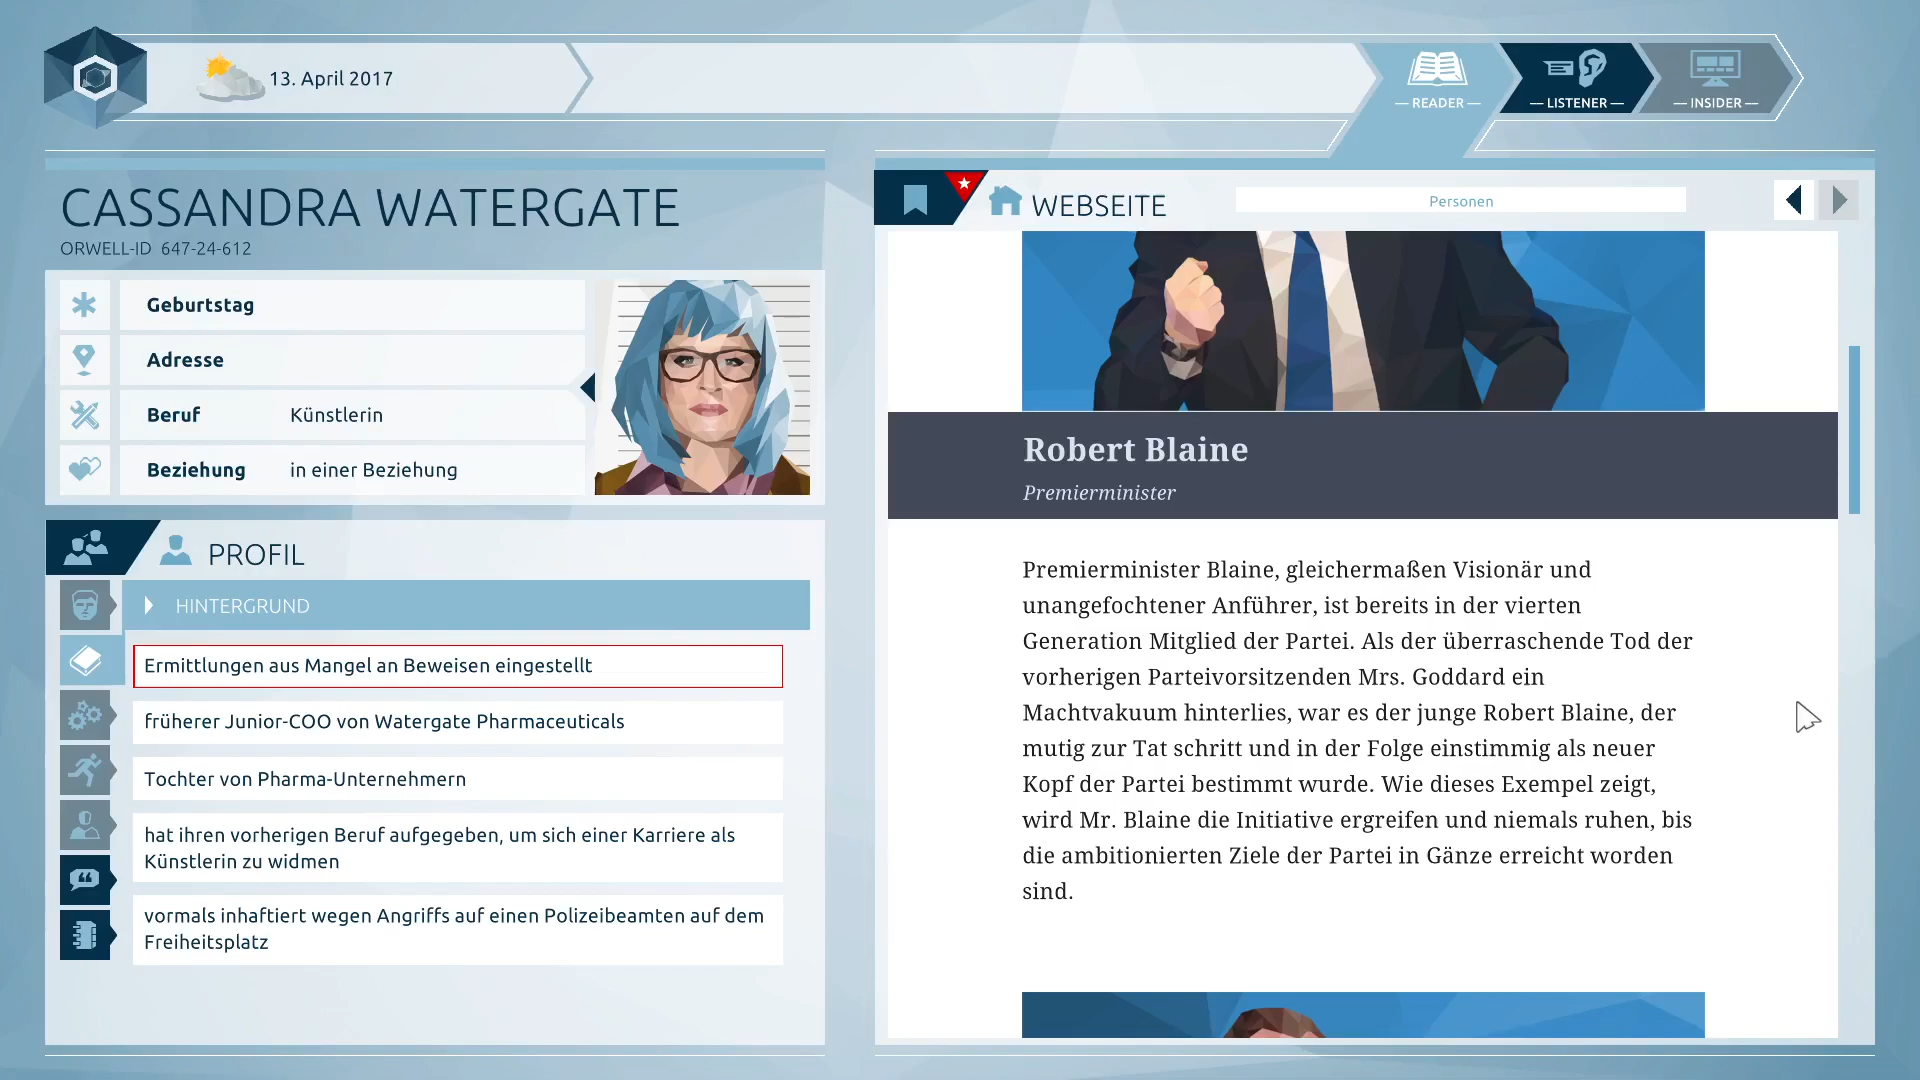 13. April 2017
— READER —
— LISTENER —
— INSIDER —
CASSANDRA WATERGATE
ORWELL-ID 647-24-612
Geburtstag
Adresse
Beruf Künstlerin
Beziehung in einer Beziehung
PROFIL
HINTERGRUND
Ermittlungen aus Mangel an Beweisen eingestellt
früherer Junior-COO von Watergate Pharmaceuticals
Tochter von Pharma-Unternehmern
hat ihren vorherigen Beruf aufgegeben, um sich einer Karriere als
Künstlerin zu widmen
vormals inhaftiert wegen Angriffs auf einen Polizeibeamten auf dem
Freiheitsplatz
WEBSEITE
Personen
Robert Blaine
Premierminister
Premierminister Blaine, gleichermaßen Visionär und
unangefochtener Anführer, ist bereits in der vierten
Generation Mitglied der Partei. Als der überraschende Tod der
vorherigen Parteivorsitzenden Mrs. Goddard ein
Machtvakuum hinterlies, war es der junge Robert Blaine, der
mutig zur Tat schritt und in der Folge einstimmig als neuer
Kopf der Partei bestimmt wurde. Wie dieses Exempel zeigt,
wird Mr. Blaine die Initiative ergreifen und niemals ruhen, bis
die ambitionierten Ziele der Partei in Gänze erreicht worden
sind.